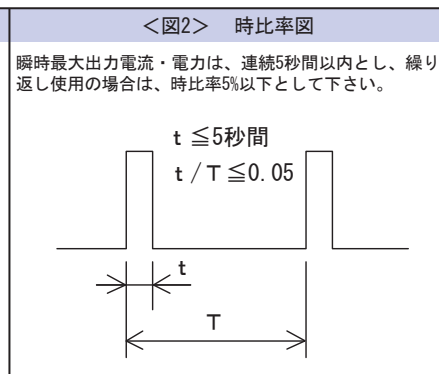 <図2>　時比率図
瞬時最大出力電流・電力は、連続5秒間以内とし、繰り
返し使用の場合は、時比率5%以下として下さい。
t ≦5秒間
t / T ≦0.05
t
T